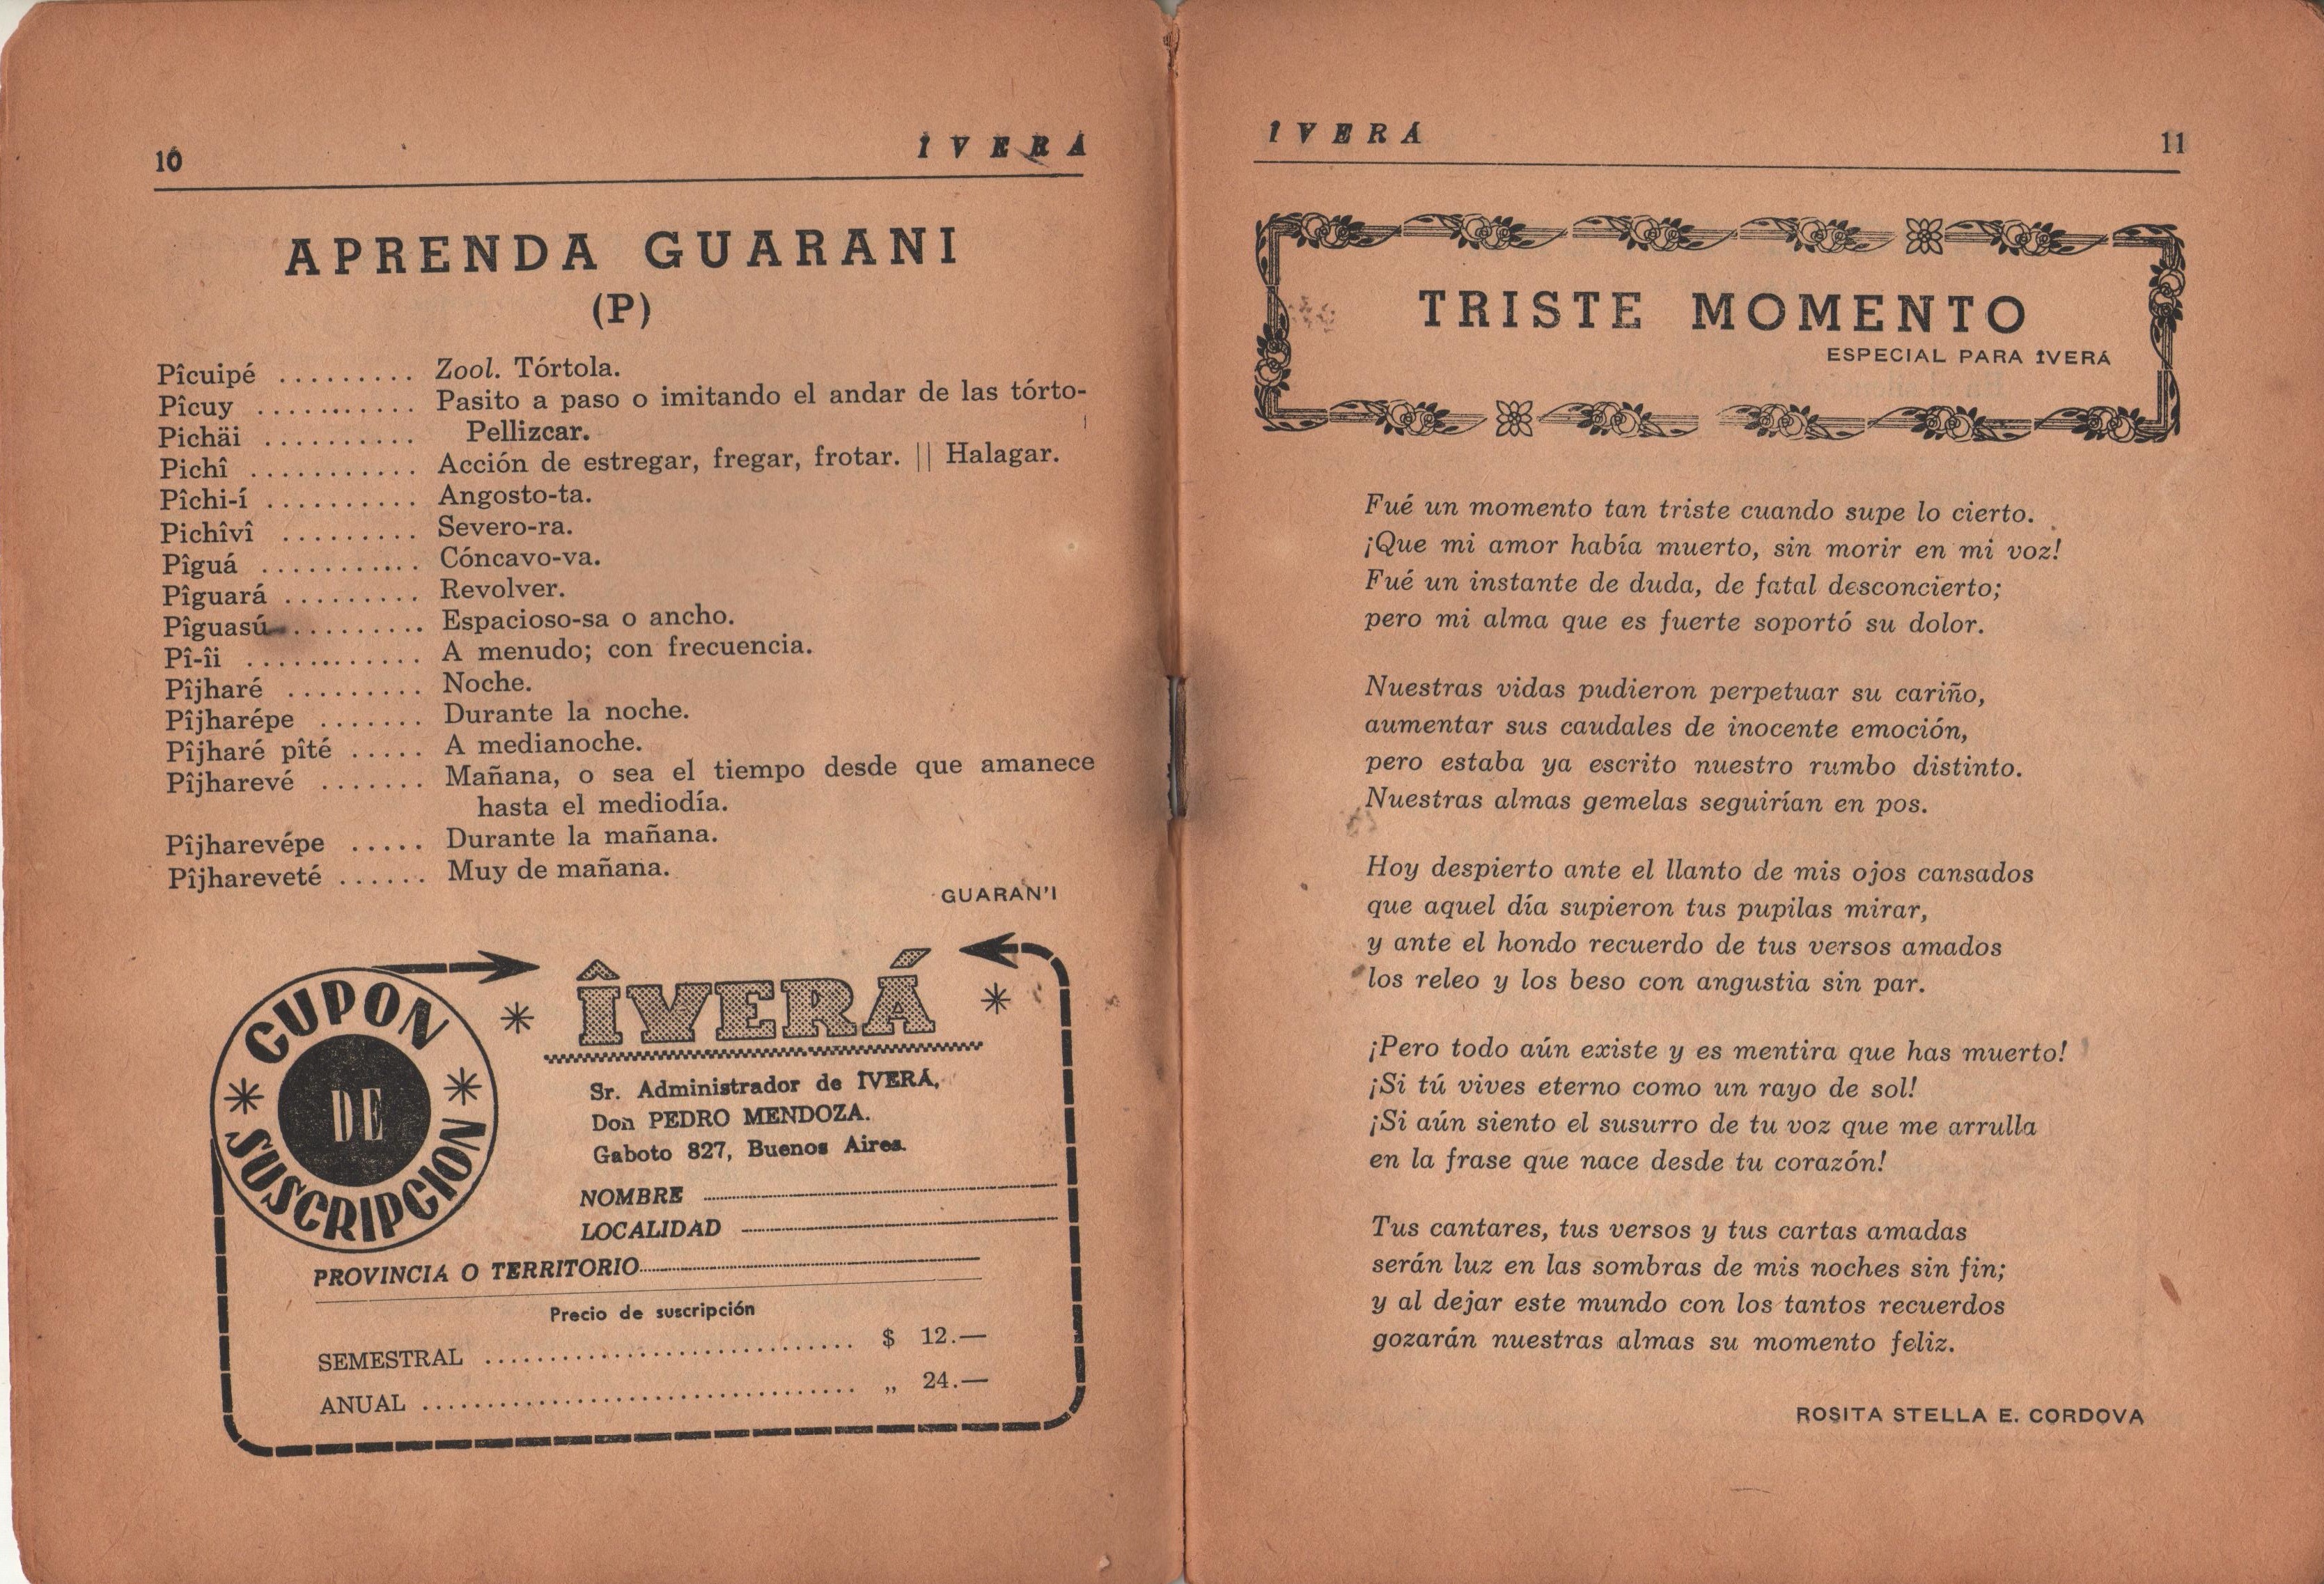 10
ÎVERÁ
APRENDA GUARANI
(P)
Pîcuipé ......... Zool. Tórtola.
Pîcuy ........... Pasito a paso o imitando el andar de las tórto-
Pichäi .......... Pellizcar.
Pichî ........... Acción de estregar, fregar, frotar. || Halagar.
Pîchi-í .......... Angosto-ta.
Pichîvî ......... Severo-ra.
Pîguá ........... Cóncavo-va.
Pîguará ......... Revolver.
Pîguasú ......... Espacioso-sa o ancho.
Pî-îi ............ A menudo; con frecuencia.
Pîjharé ......... Noche.
Pîjharépe ....... Durante la noche.
Pîjharé pîté ..... A medianoche.
Pîjharevé ....... Mañana, o sea el tiempo desde que amanece
hasta el mediodía.
Pîjharevépe ..... Durante la mañana.
Pîjhareveté ...... Muy de mañana.
GUARAN'I
CUPON
DE
SUSCRIPCION
ÎVERÁ
Sr. Administrador de ÎVERÁ,
Don PEDRO MENDOZA.
Gaboto 827, Buenos Aires.
NOMBRE
LOCALIDAD
PROVINCIA O TERRITORIO
Precio de suscripción
SEMESTRAL ............................ $ 12.—
ANUAL ................................. „ 24.—
ÎVERÁ
11
TRISTE MOMENTO
ESPECIAL PARA ÎVERÁ
Fué un momento tan triste cuando supe lo cierto.
¡Que mi amor había muerto, sin morir en mi voz!
Fué un instante de duda, de fatal desconcierto;
pero mi alma que es fuerte soportó su dolor.
Nuestras vidas pudieron perpetuar su cariño,
aumentar sus caudales de inocente emoción,
pero estaba ya escrito nuestro rumbo distinto.
Nuestras almas gemelas seguirían en pos.
Hoy despierto ante el llanto de mis ojos cansados
que aquel día supieron tus pupilas mirar,
y ante el hondo recuerdo de tus versos amados
los releo y los beso con angustia sin par.
¡Pero todo aún existe y es mentira que has muerto!
¡Si tú vives eterno como un rayo de sol!
¡Si aún siento el susurro de tu voz que me arrulla
en la frase que nace desde tu corazón!
Tus cantares, tus versos y tus cartas amadas
serán luz en las sombras de mis noches sin fin;
y al dejar este mundo con los tantos recuerdos
gozarán nuestras almas su momento feliz.
ROSITA STELLA E. CORDOVA